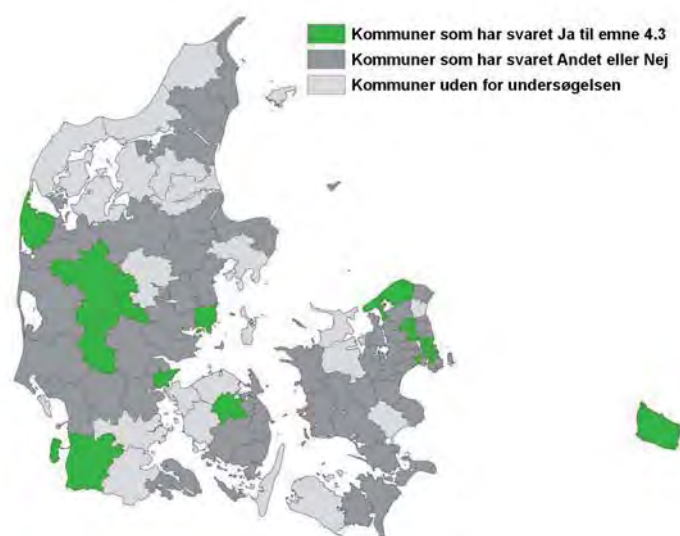 Kommuner som har svaret Ja til emne 4.3
Kommuner som har svaret Andet eller Nej
Kommuner uden for undersøgelsen